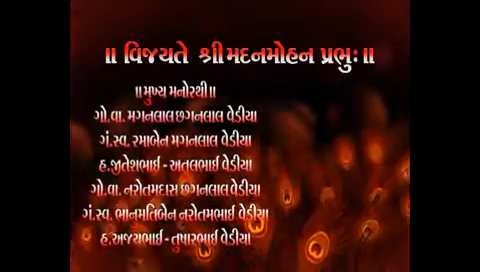 ॥ વિજયતે શ્રીમદનમોહન પ્રભુઃ॥
॥મુખ્ય મનોરથી॥
ગો.વા. મગનલાલ છગનલાલ વેડીયા
ગં.સ્વ. રમાબેન મગનલાલ વેડીયા
હ.જીતેશભાઈ - અતુલભાઈ વેડીયા
ગો.વા. નરોતમદાસ છગનલાલ વેડીયા
ગં.સ્વ. ભાનુમતિબેન નરોતમભાઈ વેડીયા
હ.અજયભાઈ - તુષારભાઈ વેડીયા